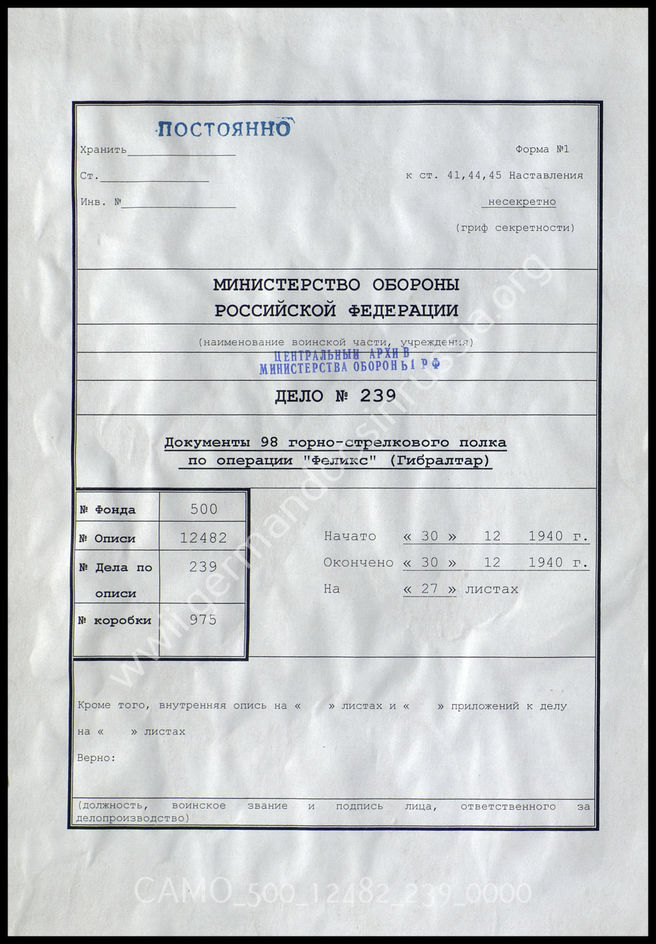 ПОСТОЯННО
Хранить
Форма №1
Ст.
к ст. 41,44,45 Наставления
Инв. №
несекретно
(гриф секретности)
МИНИСТЕРСТВО ОБОРОНЫ
РОССИЙСКОЙ ФЕДЕРАЦИИ
(наименование воинской части, учреждения)
ЦЕНТРАЛЬНЫЙ АРХИВ
МИНИСТЕРСТВА ОБОРОНЫ РФ
ДЕЛО № 239
Документы 98 горно-стрелкового полка
по операции "Феликс" (Гибралтар)
№ Фонда 500
№ Описи 12482
№ Дела по 239
описи
№ коробки 975
Начато « 30 » 12 1940 г.
Окончено « 30 » 12 1940 г.
На « 27 » листах
Кроме того, внутренняя опись на « » листах и « » приложений к делу
на « » листах
Верно:
(должность, воинское звание и подпись лица, ответственного за
делопроизводство)
www.germandocsinrussia.org
CAMO_500_12482_239_0000